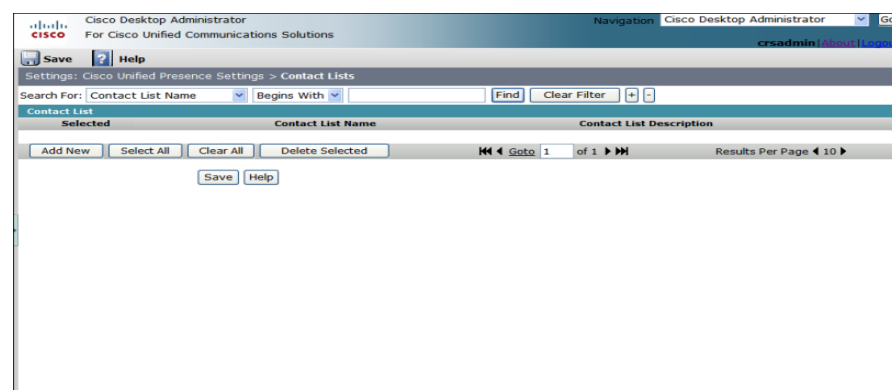 Cisco Desktop Administrator
Navigation Cisco Desktop Administrator Go
CISCO For Cisco Unified Communications Solutions
crsadmin | About | Logou
Save ? Help
Settings: Cisco Unified Presence Settings > Contact Lists
Search For: Contact List Name Begins With Find Clear Filter + -
Contact List
Selected Contact List Name Contact List Description
Add New Select All Clear All Delete Selected Goto 1 of 1 Results Per Page 10
Save Help